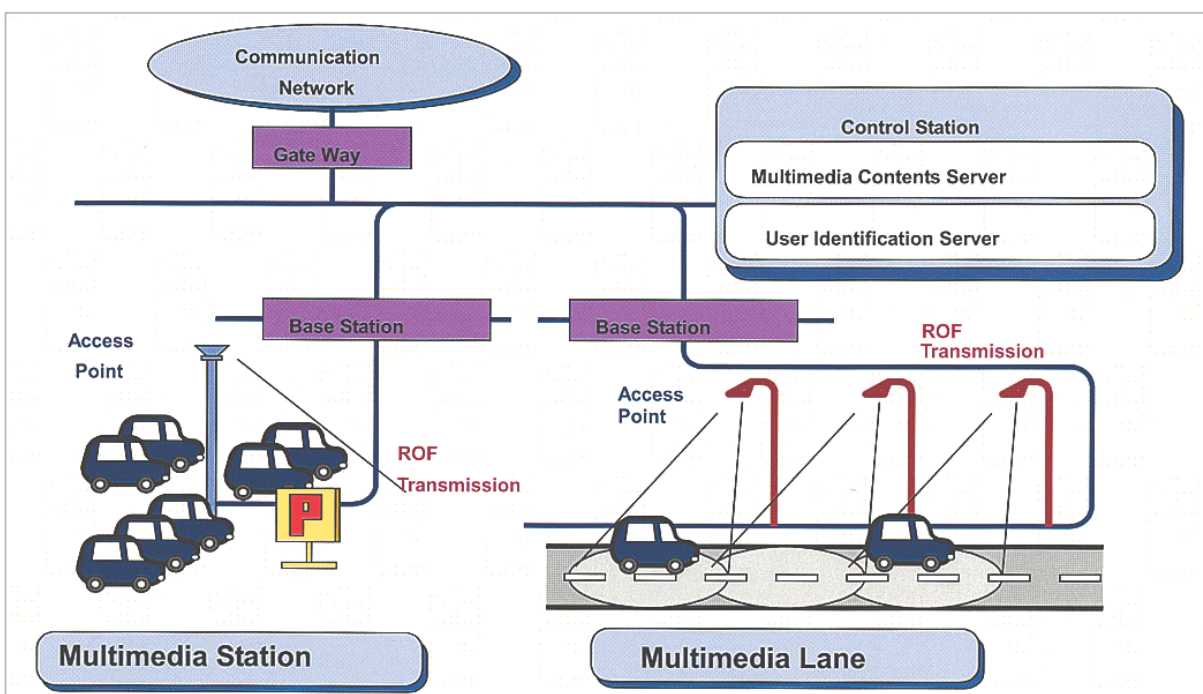 Communication
Network
Gate Way
Control Station
Multimedia Contents Server
User Identification Server
Base Station
Base Station
Access
Point
ROF
Transmission
P
Multimedia Station
ROF
Transmission
Access
Point
Multimedia Lane